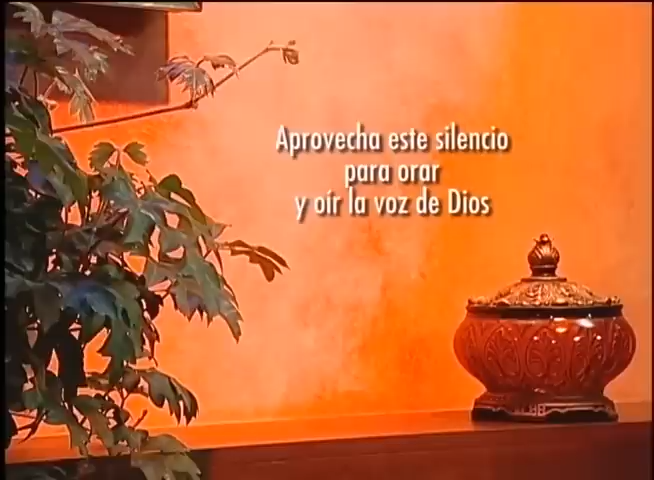 Aprovecha este silencio
para orar
y oír la voz de Dios